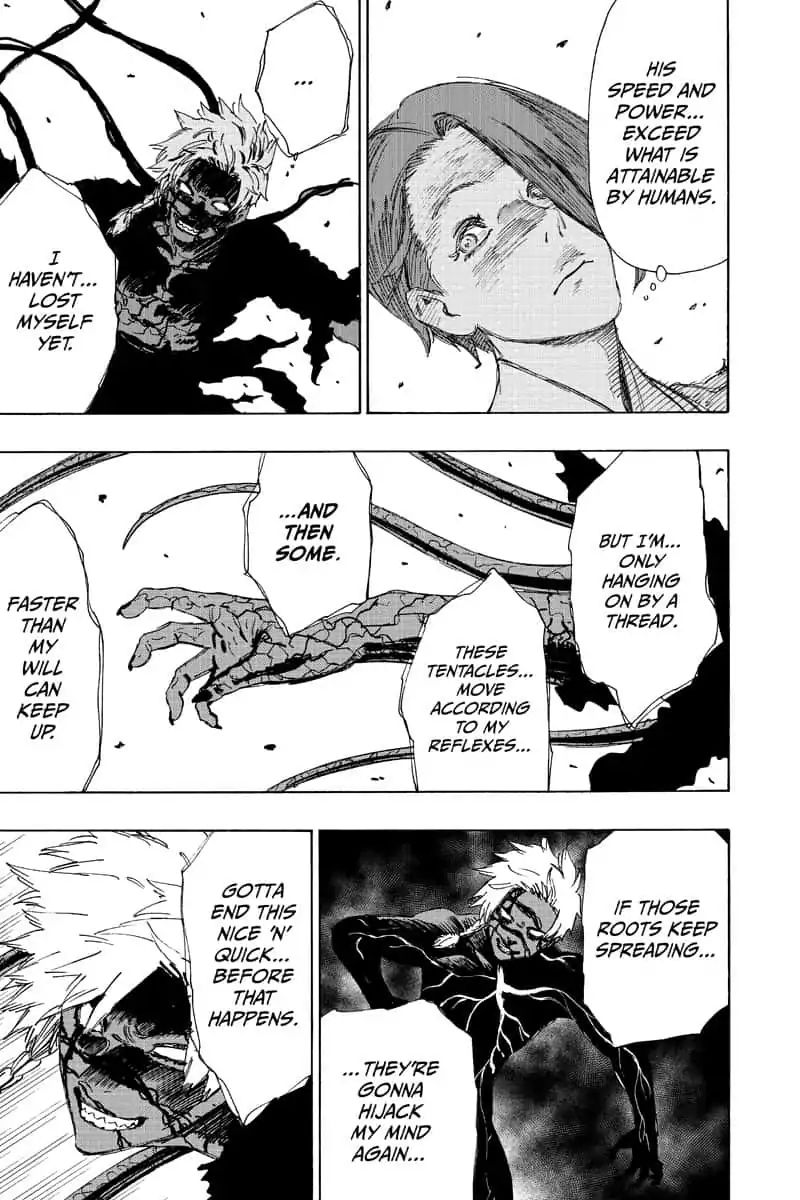 HIS
SPEED AND
POWER...
EXCEED
WHAT IS
ATTAINABLE
BY HUMANS.
...
I
HAVEN'T...
LOST
MYSELF
YET.
BUT I'M...
ONLY
HANGING
ON BY A
THREAD.
THESE
TENTACLES...
MOVE
ACCORDING
TO MY
REFLEXES...
...AND
THEN
SOME.
FASTER
THAN
MY
WILL
CAN
KEEP
UP.
IF THOSE
ROOTS KEEP
SPREADING...
...THEY'RE
GONNA
HIJACK
MY MIND
AGAIN...
GOTTA
END THIS
NICE 'N'
QUICK...
BEFORE
THAT
HAPPENS.